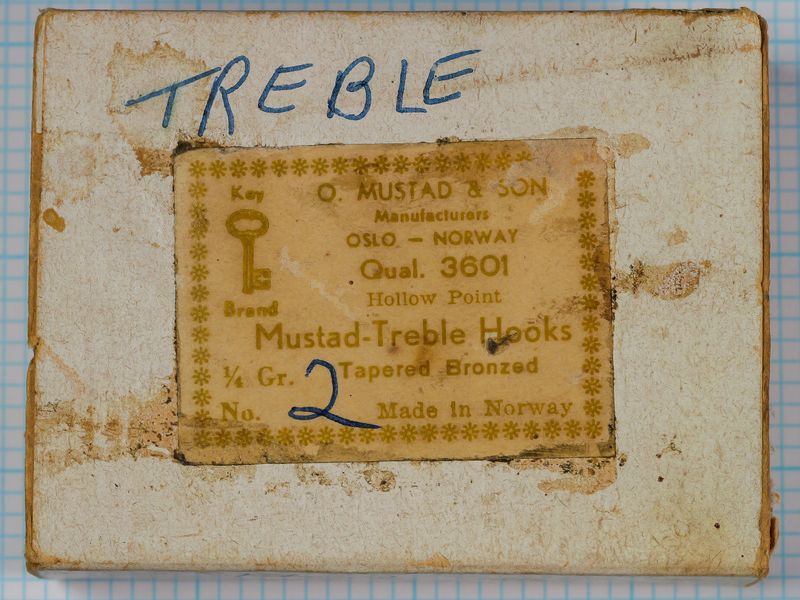 TREBLE
Key
O. MUSTAD & SON
Manufacturers
OSLO — NORWAY
Qual. 3601
Hollow Point
Brand
Mustad-Treble Hooks
¼ Gr. Tapered Bronzed
No. 2 Made in Norway